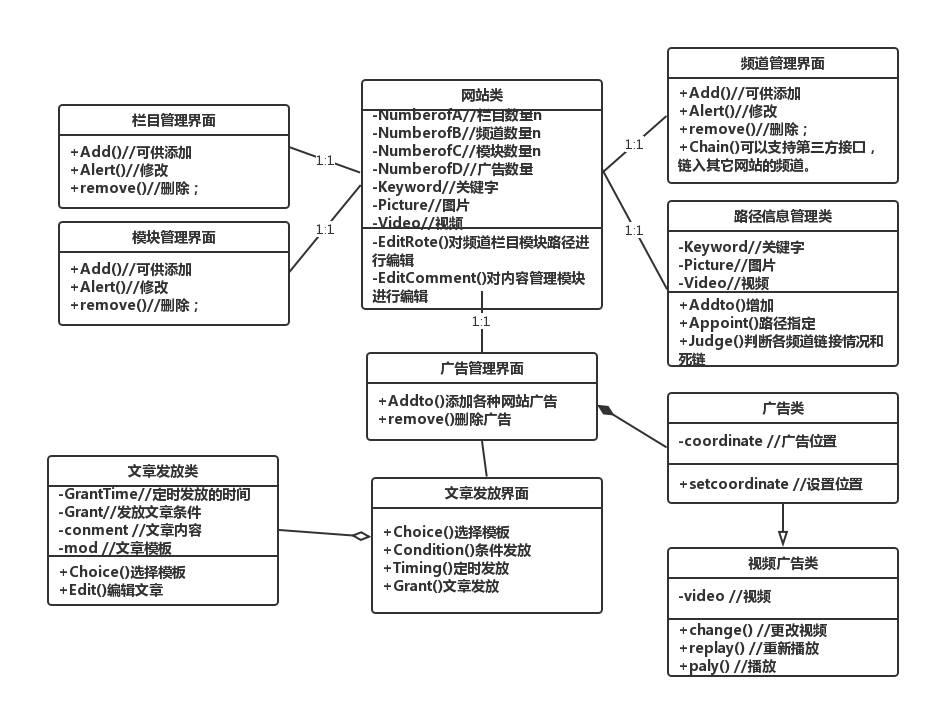 栏目管理界面
+Add()//可供添加
+Alert()//修改
+remove()//删除；
模块管理界面
+Add()//可供添加
+Alert()//修改
+remove()//删除；
1:1
1:1
网站类
-NumberofA//栏目数量n
-NumberofB//频道数量n
-NumberofC//模块数量n
-NumberofD//广告数量
-Keyword//关键字
-Picture//图片
-Video//视频
-EditRote()对频道栏目模块路径进
行编辑
-EditComment()对内容管理模块
进行编辑
1:1
1:1
1:1
频道管理界面
+Add()//可供添加
+Alert()//修改
+remove()//删除；
+Chain()可以支持第三方接口，
链入其它网站的频道。
路径信息管理类
-Keyword//关键字
-Picture//图片
-Video//视频
+Addto()增加
+Appoint()路径指定
+Judge()判断各频道链接情况和
死链
广告管理界面
+Addto()添加各种网站广告
+remove()删除广告
广告类
-coordinate //广告位置
+setcoordinate //设置位置
文章发放类
-GrantTime//定时发放的时间
-Grant//发放文章条件
-conment //文章内容
-mod //文章模板
+Choice()选择模板
+Edit()编辑文章
文章发放界面
+Choice()选择模板
+Condition()条件发放
+Timing()定时发放
+Grant()文章发放
视频广告类
-video //视频
+change() //更改视频
+replay() //重新播放
+paly() //播放